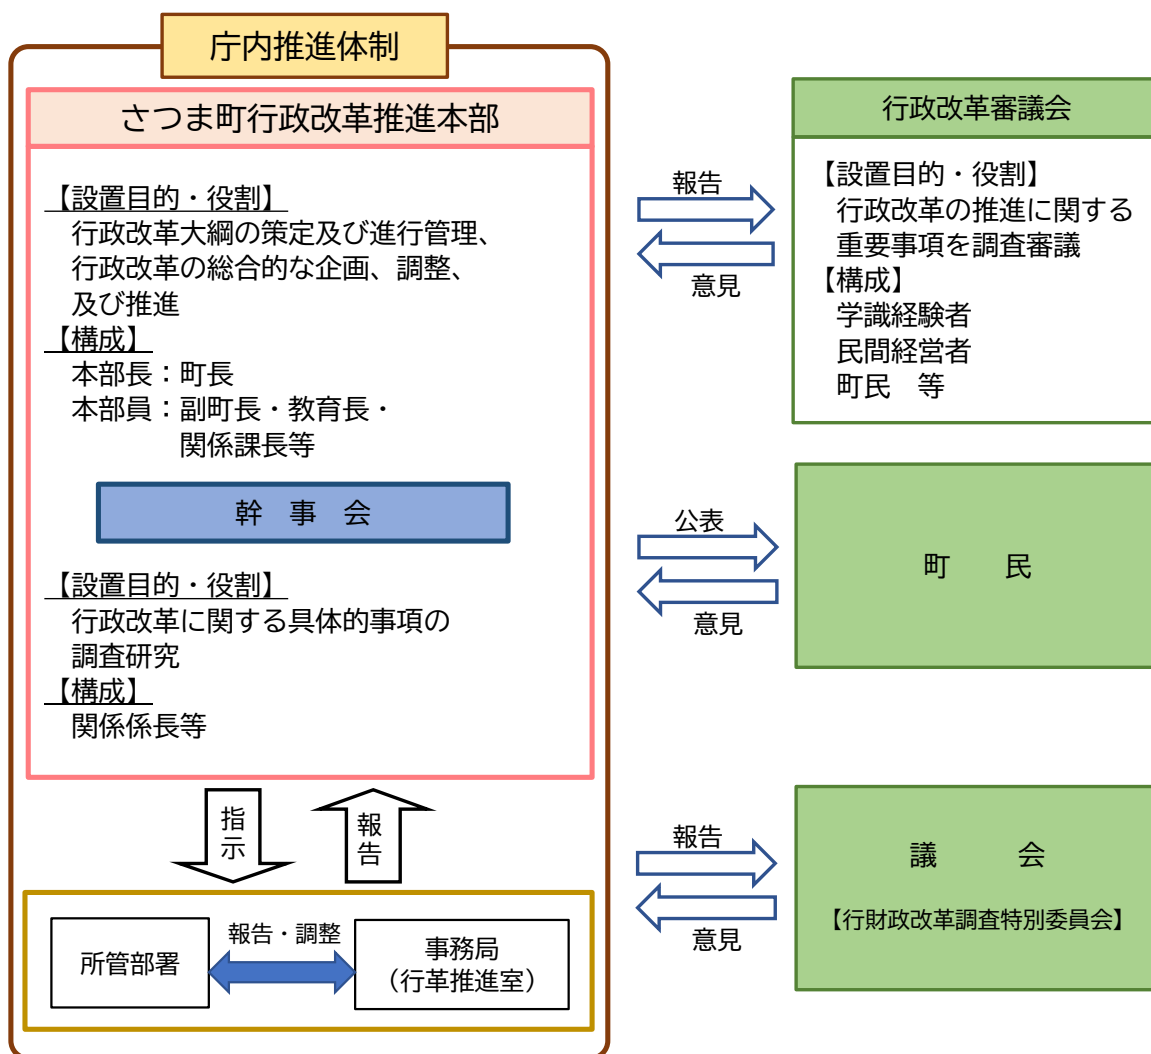 庁内推進体制
さつま町行政改革推進本部
【設置目的・役割】
行政改革大綱の策定及び進行管理、
行政改革の総合的な企画、調整、
及び推進
【構成】
本部長：町長
本部員：副町長・教育長・
関係課長等
幹　事　会
【設置目的・役割】
行政改革に関する具体的事項の
調査研究
【構成】
関係係長等
指示
報告
所管部署
報告・調整
事務局
（行革推進室）
報告
意見
行政改革審議会
【設置目的・役割】
行政改革の推進に関する
重要事項を調査審議
【構成】
学識経験者
民間経営者
町民　等
公表
意見
町　　民
報告
意見
議　　会
【行財政改革調査特別委員会】